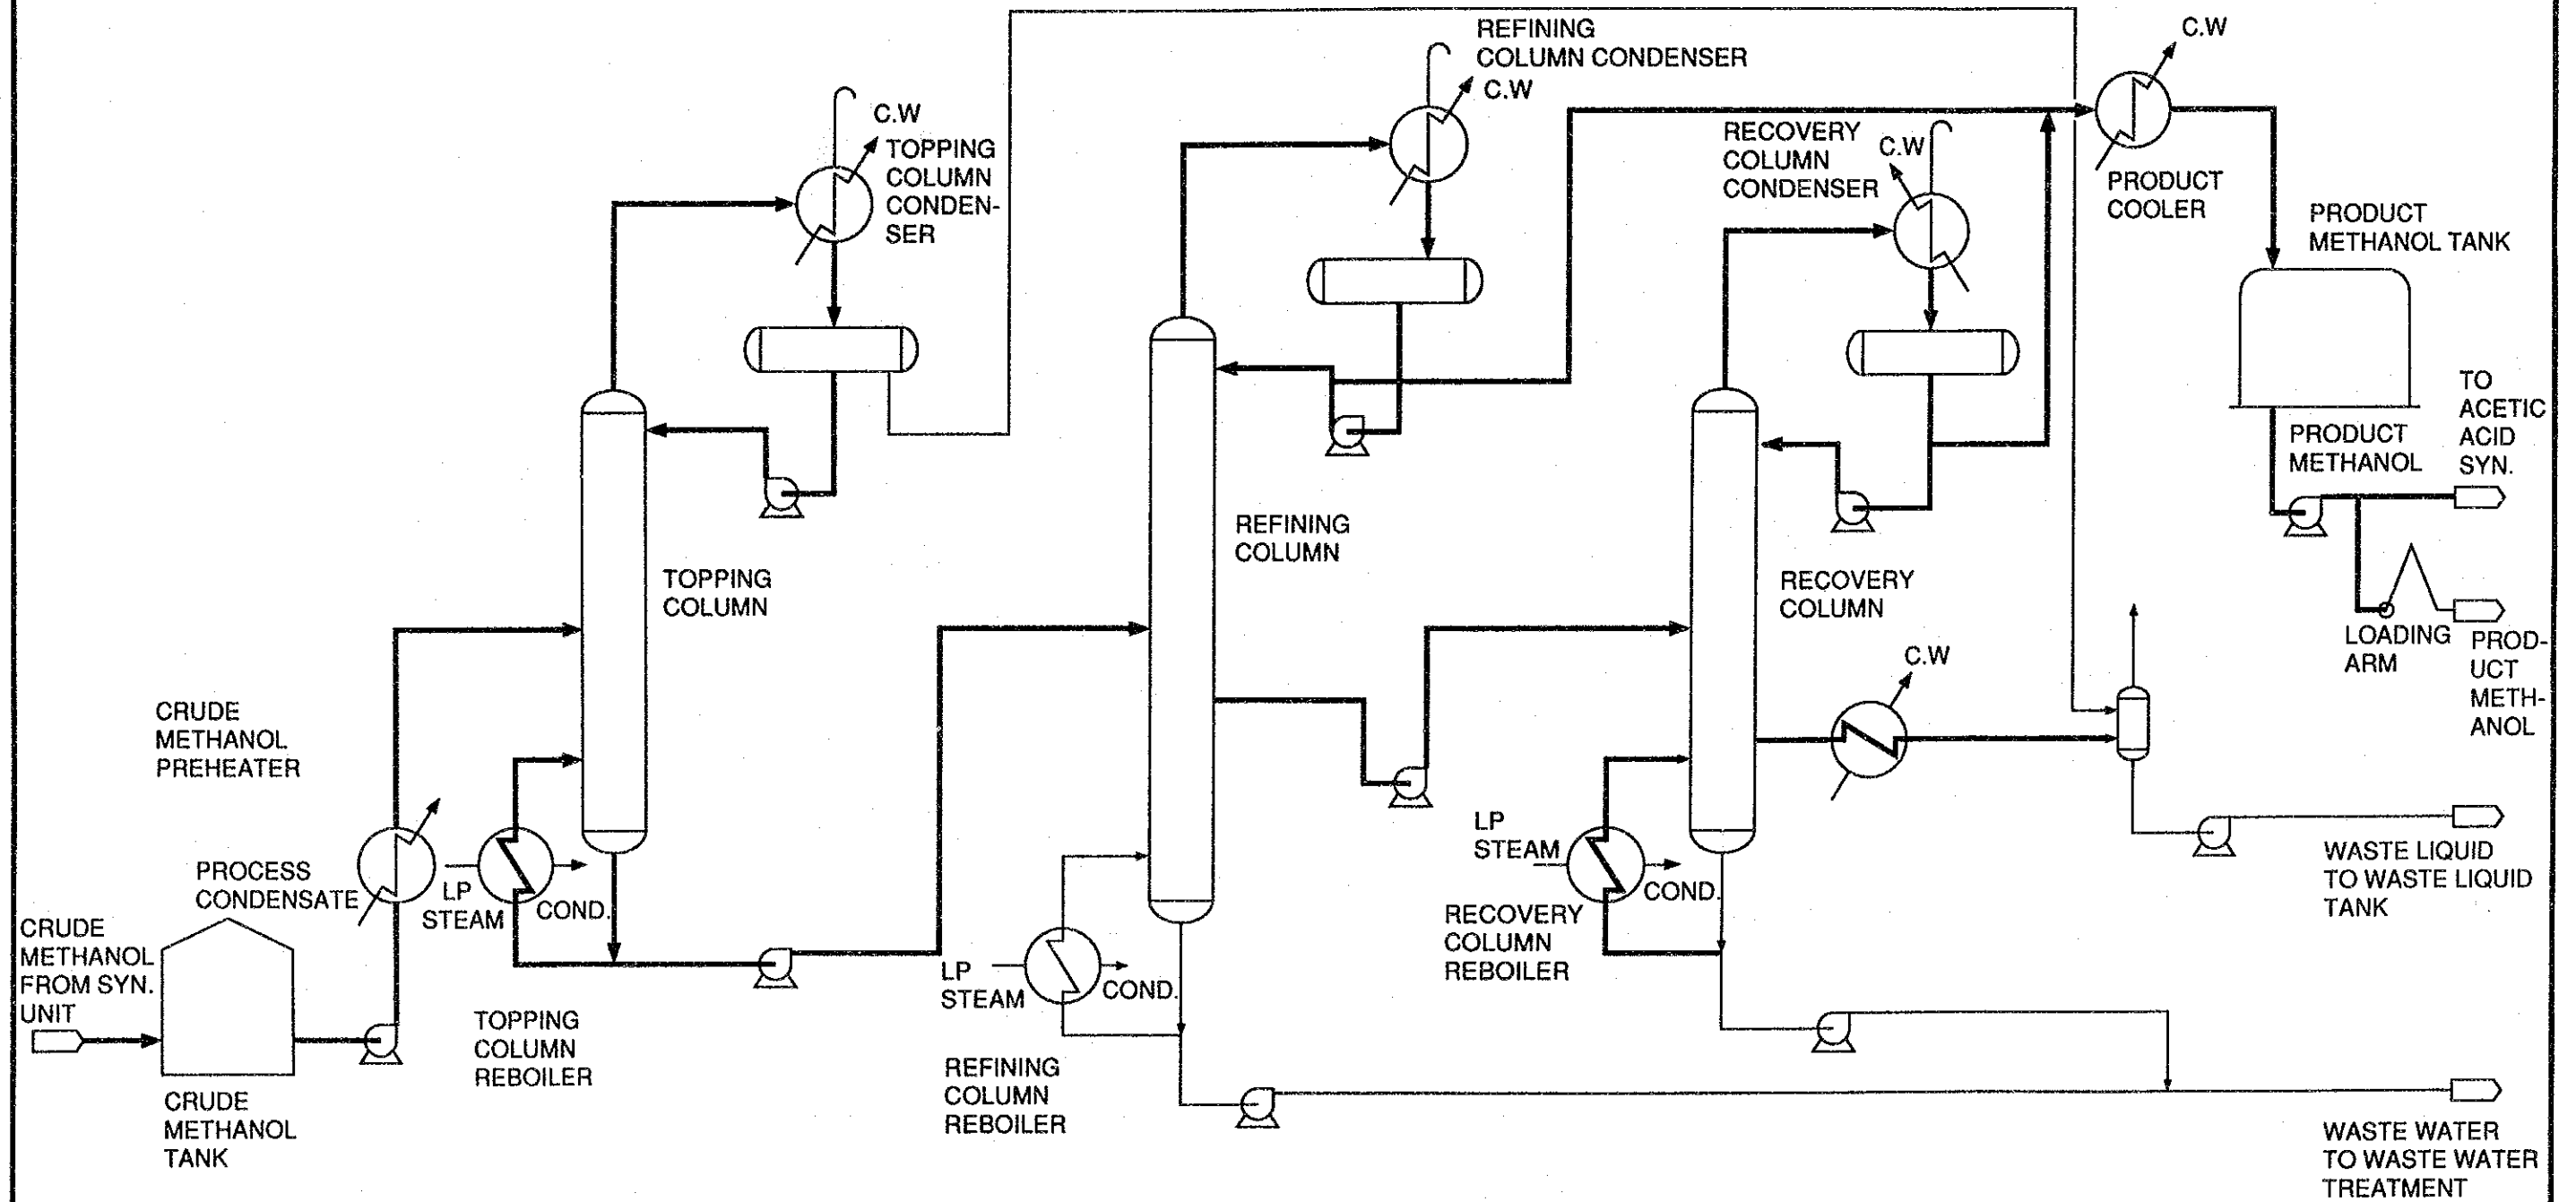 REFINING
COLUMN CONDENSER
C.W
C.W
C.W
TOPPING
COLUMN
CONDEN-
SER
RECOVERY
COLUMN
CONDENSER
C.W
PRODUCT
COOLER
PRODUCT
METHANOL TANK
TO
ACETIC
ACID
SYN.
PRODUCT
METHANOL
REFINING
COLUMN
TOPPING
COLUMN
RECOVERY
COLUMN
LOADING
ARM
PROD-
UCT
METH-
ANOL
C.W
CRUDE
METHANOL
PREHEATER
PROCESS
CONDENSATE
LP
STEAM
COND.
LP
STEAM
COND.
WASTE LIQUID
TO WASTE LIQUID
TANK
CRUDE
METHANOL
FROM SYN.
UNIT
RECOVERY
COLUMN
REBOILER
LP
STEAM
COND.
TOPPING
COLUMN
REBOILER
REFINING
COLUMN
REBOILER
CRUDE
METHANOL
TANK
WASTE WATER
TO WASTE WATER
TREATMENT